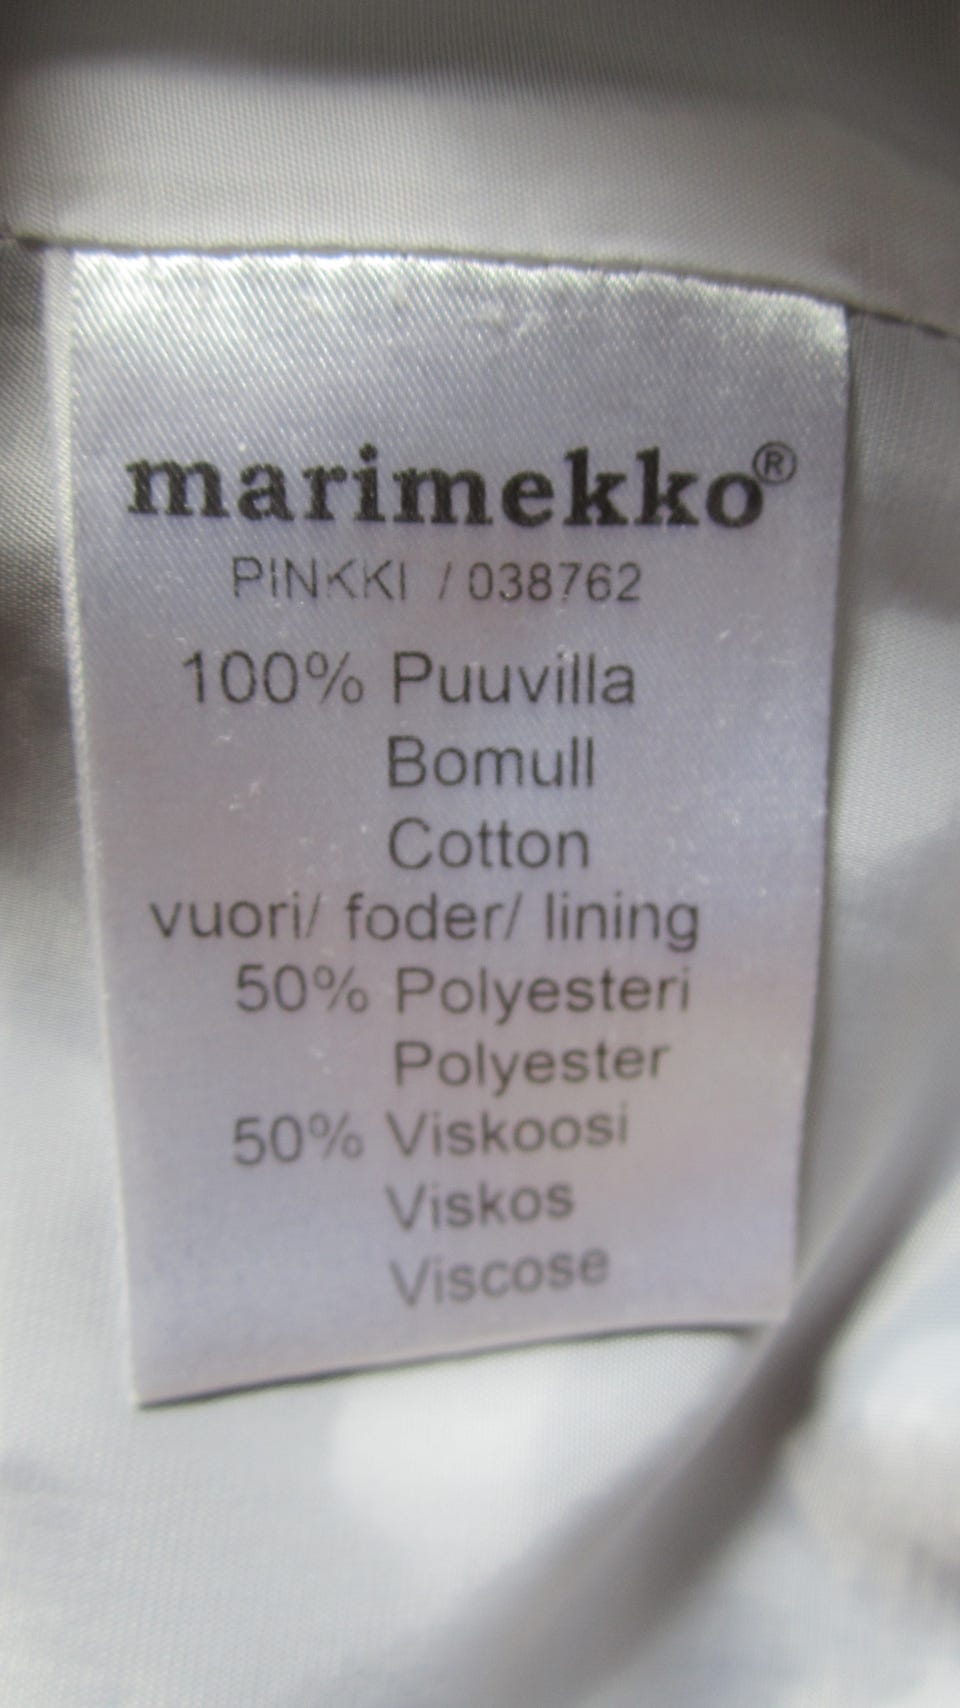 marimekko®
PINKKI / 038762
100% Puuvilla
Bomull
Cotton
vuori/ foder/ lining
50% Polyesteri
Polyester
50% Viskoosi
Viskos
Viscose